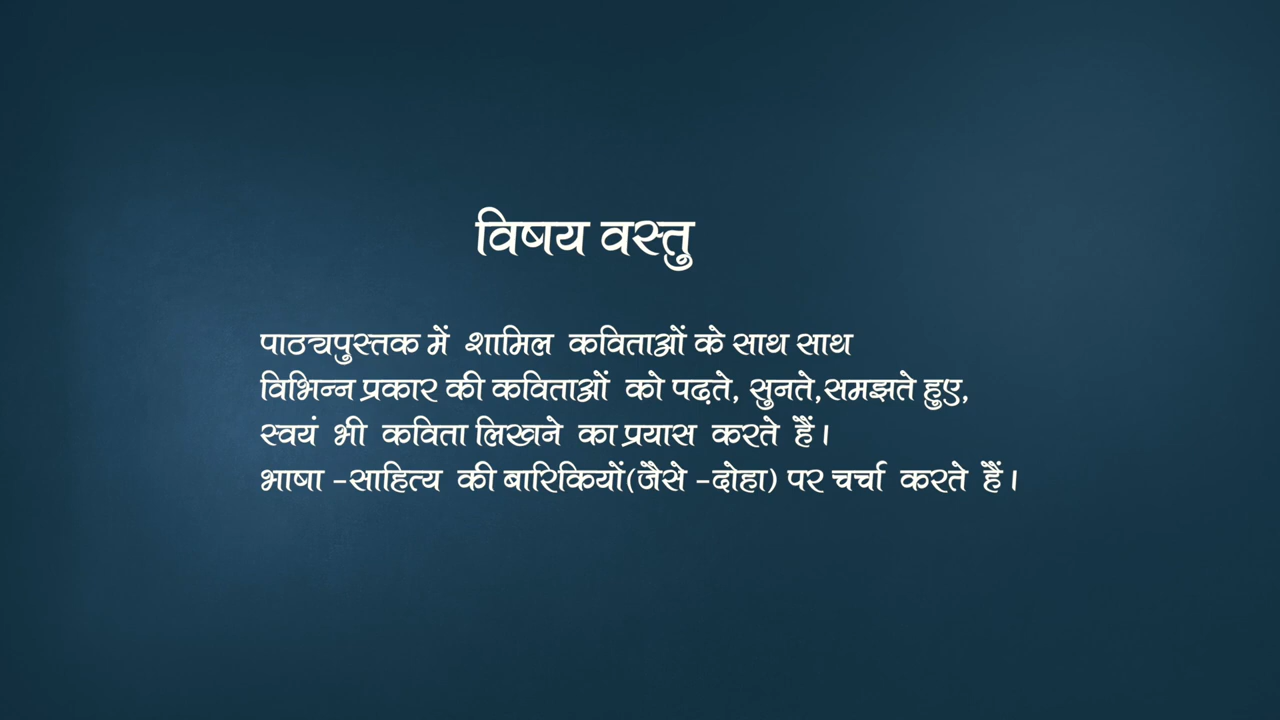 विषय वस्तु
पाठ्यपुस्तक में शामिल कविताओं के साथ साथ
विभिन्न प्रकार की कविताओं को पढ़ते, सुनते,समझते हुए,
स्वयं भी कविता लिखने का प्रयास करते हैं।
भाषा -साहित्य की बारिकियों(जैसे -दोहा) पर चर्चा करते हैं।